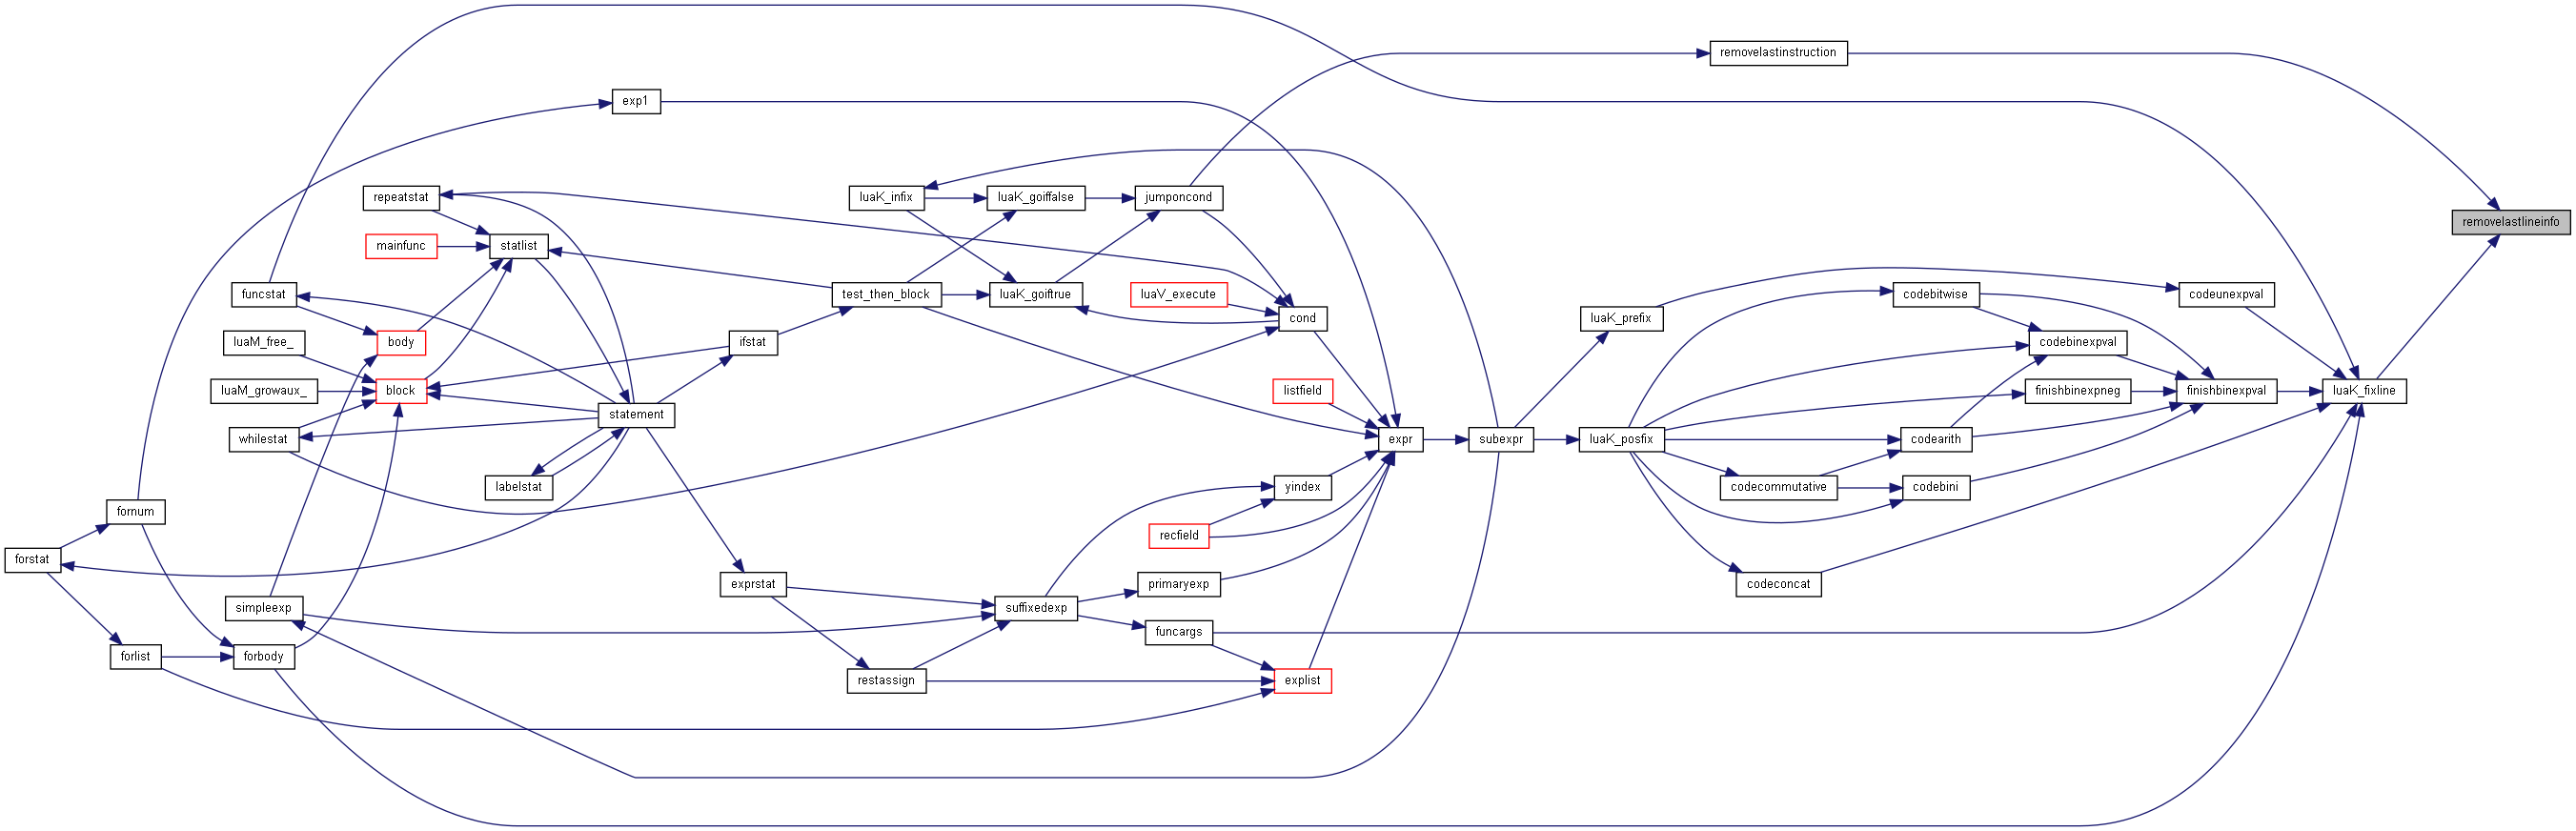 removelastinstruction
exp1
repeatstat
luaK_infix
luaK_goiffalse
jumponcond
removelastlineinfo
mainfunc
statlist
funcstat
test_then_block
luaK_goiftrue
luaV_execute
cond
luaK_prefix
codebitwise
codeunexpval
luaM_free_
body
ifstat
codebinexpval
luaM_growaux_
block
listfield
finishbinexpneg
finishbinexpval
luaK_fixline
statement
whilestat
expr
subexpr
luaK_posfix
codearith
labelstat
yindex
codecommutative
codebini
fornum
recfield
forstat
exprstat
primaryexp
codeconcat
simpleexp
suffixedexp
funcargs
forlist
forbody
restassign
explist